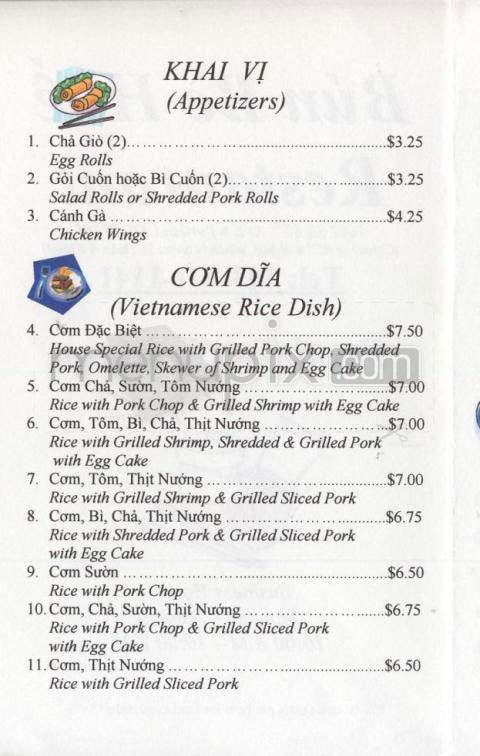 KHAI VỊ
(Appetizers)
1. Chả Giò (2)................................................$3.25
Egg Rolls
2. Gỏi Cuốn hoặc Bì Cuốn (2)................................$3.25
Salad Rolls or Shredded Pork Rolls
3. Cánh Gà ................................................$4.25
Chicken Wings
CƠM DĨA
(Vietnamese Rice Dish)
4. Cơm Đặc Biệt ................................................$7.50
House Special Rice with Grilled Pork Chop, Shredded
Pork, Omelette, Skewer of Shrimp and Egg Cake
5. Cơm Chả, Sườn, Tôm Nướng ................................$7.00
Rice with Pork Chop & Grilled Shrimp with Egg Cake
6. Cơm, Tôm, Bì, Chả, Thịt Nướng ........................$7.00
Rice with Grilled Shrimp, Shredded & Grilled Pork
with Egg Cake
7. Cơm, Tôm, Thịt Nướng ................................$7.00
Rice with Grilled Shrimp & Grilled Sliced Pork
8. Cơm, Bì, Chả, Thịt Nướng ................................$6.75
Rice with Shredded Pork & Grilled Sliced Pork
with Egg Cake
9. Cơm Sườn ................................................$6.50
Rice with Pork Chop
10. Cơm, Chả, Sườn, Thịt Nướng ........................$6.75
Rice with Pork Chop & Grilled Sliced Pork
with Egg Cake
11. Cơm, Thịt Nướng ........................................$6.50
Rice with Grilled Sliced Pork